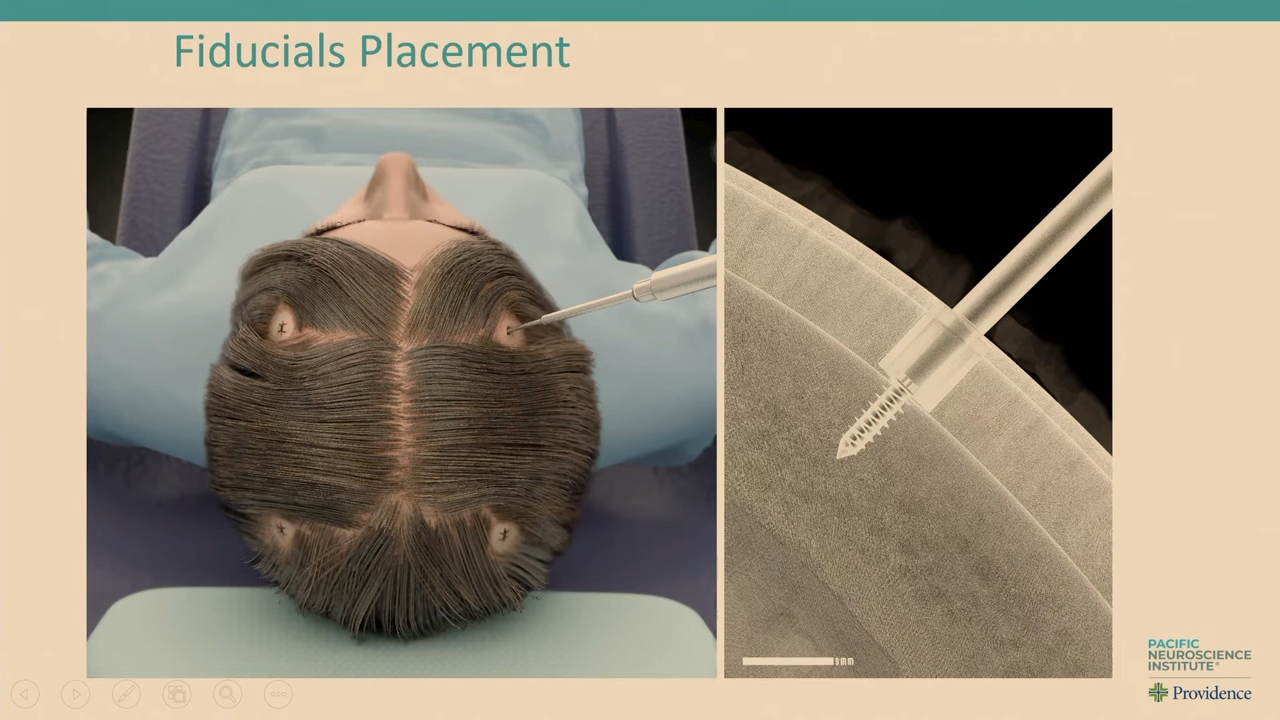 Fiducials Placement
PACIFIC
NEUROSCIENCE
INSTITUTE®
Providence